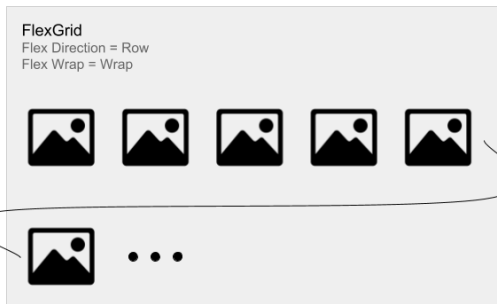 FlexGrid
Flex Direction = Row
Flex Wrap = Wrap